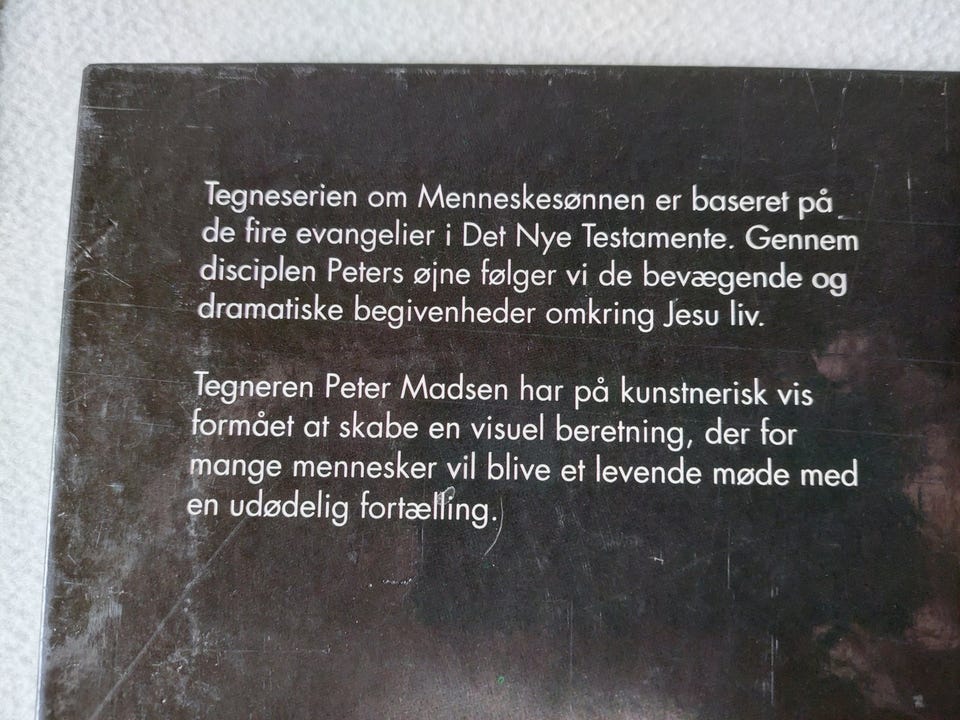 Tegneserien om Menneskesønnen er baseret på
de fire evangelier i Det Nye Testamente. Gennem
disciplen Peters øjne følger vi de bevægende og
dramatiske begivenheder omkring Jesu liv.
Tegneren Peter Madsen har på kunstnerisk vis
formået at skabe en visuel beretning, der for
mange mennesker vil blive et levende møde med
en udødelig fortælling.